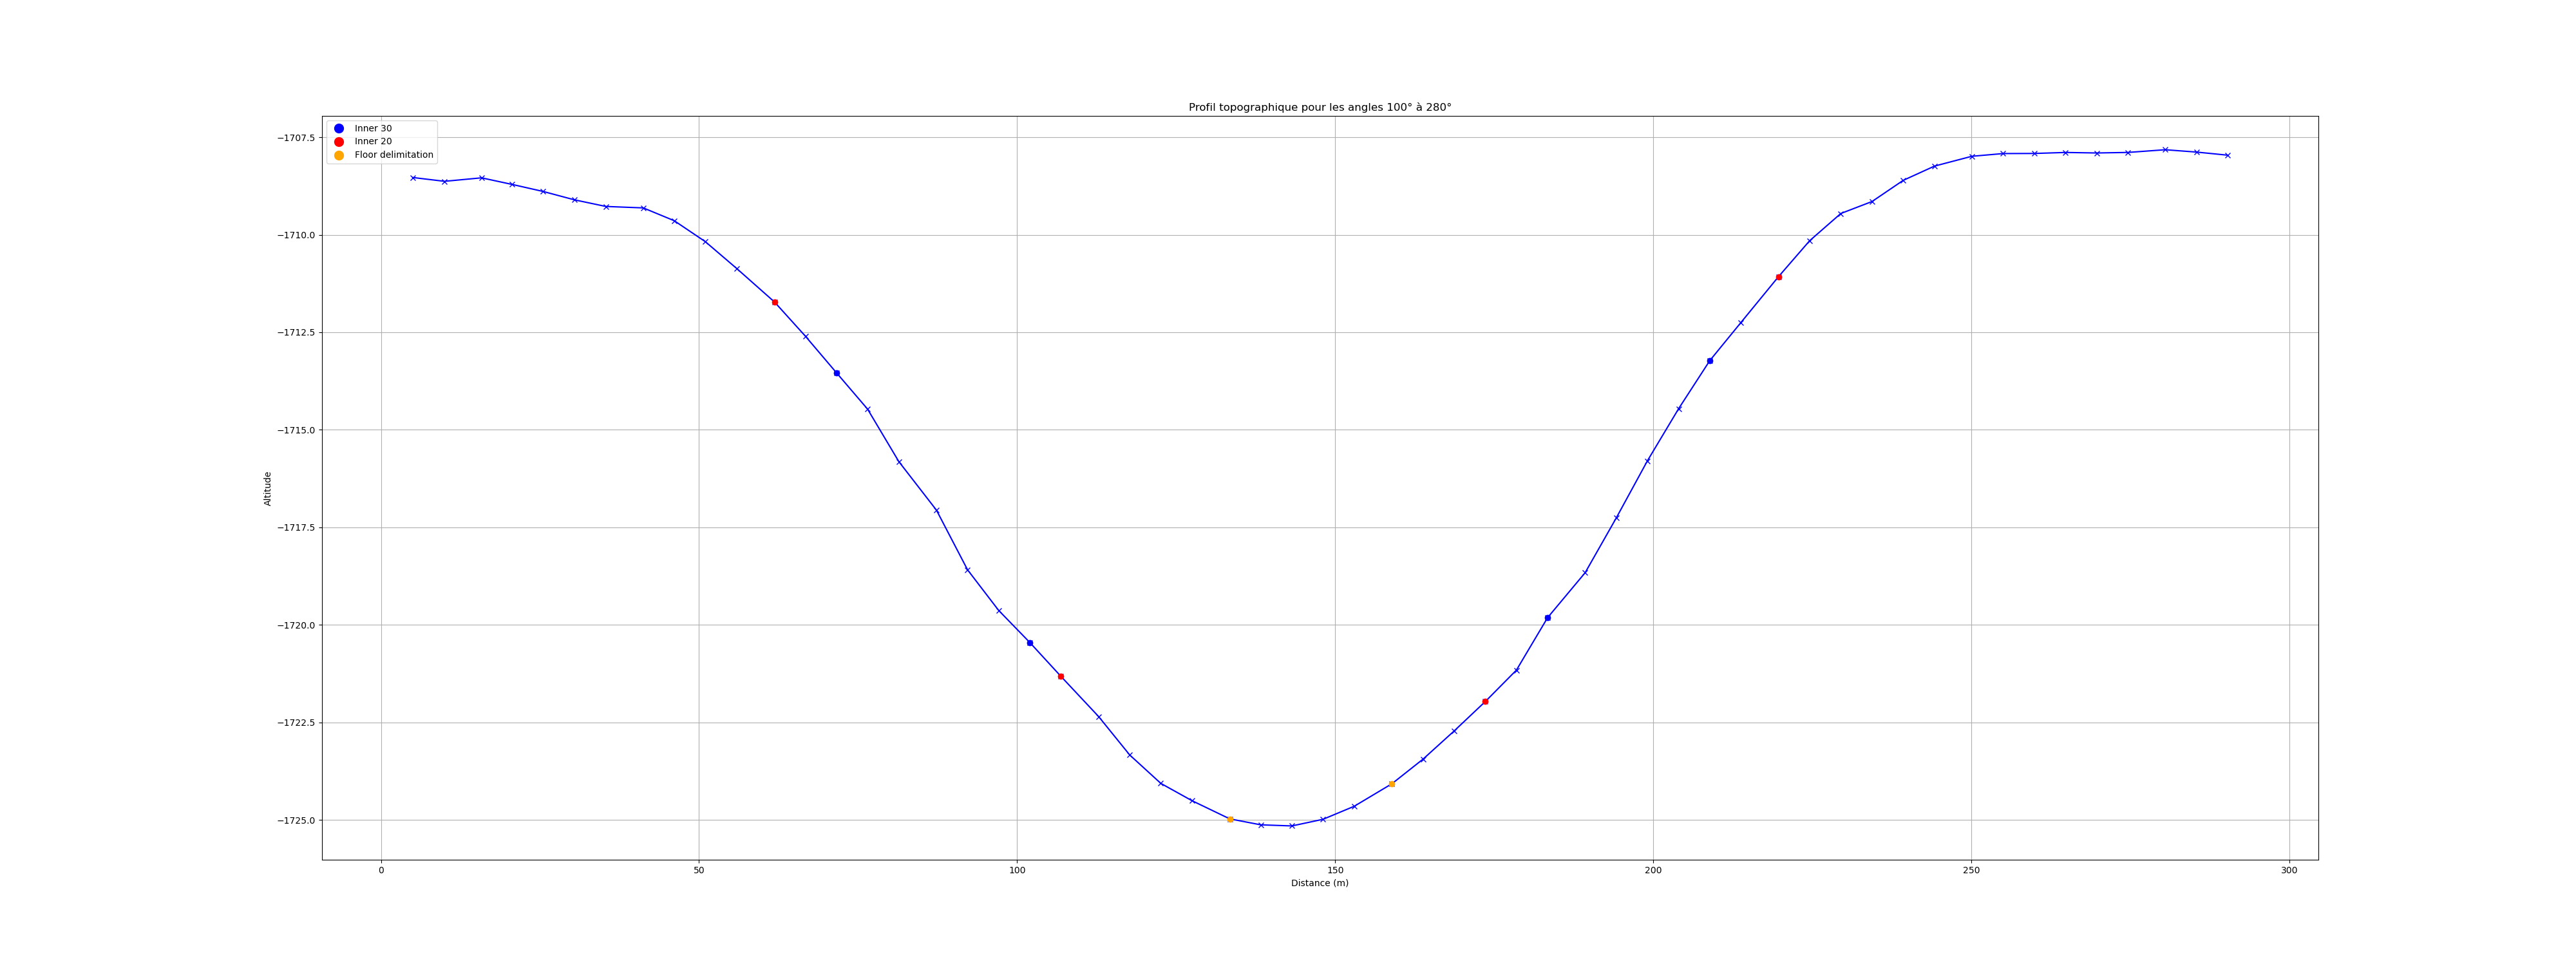 Profil topographique pour les angles 100° à 280°
Inner 30
Inner 20
Floor delimitation
Altitude
−1707.5
−1710.0
−1712.5
−1715.0
−1717.5
−1720.0
−1722.5
−1725.0
0 50 100 150 200 250 300
Distance (m)